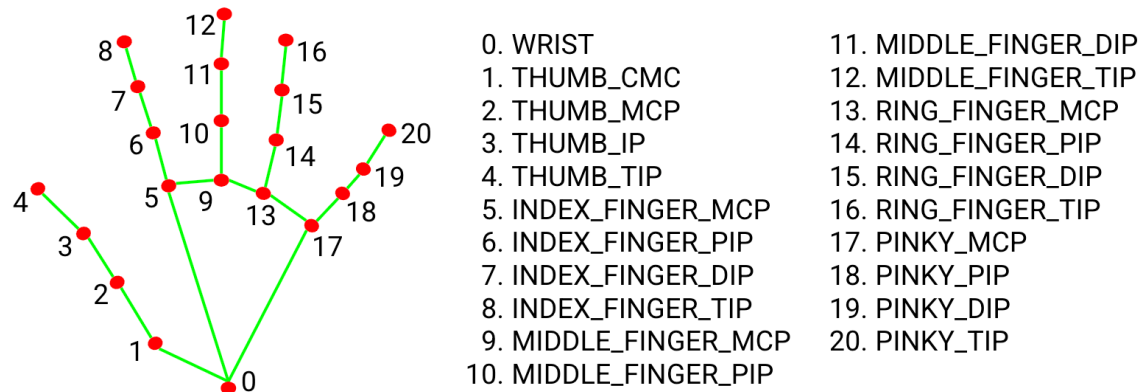 12
8
16
11
7
15
10
20
6
14
4
19
5
9
13
18
3
17
2
1
0
0. WRIST
1. THUMB_CMC
2. THUMB_MCP
3. THUMB_IP
4. THUMB_TIP
5. INDEX_FINGER_MCP
6. INDEX_FINGER_PIP
7. INDEX_FINGER_DIP
8. INDEX_FINGER_TIP
9. MIDDLE_FINGER_MCP
10. MIDDLE_FINGER_PIP
11. MIDDLE_FINGER_DIP
12. MIDDLE_FINGER_TIP
13. RING_FINGER_MCP
14. RING_FINGER_PIP
15. RING_FINGER_DIP
16. RING_FINGER_TIP
17. PINKY_MCP
18. PINKY_PIP
19. PINKY_DIP
20. PINKY_TIP